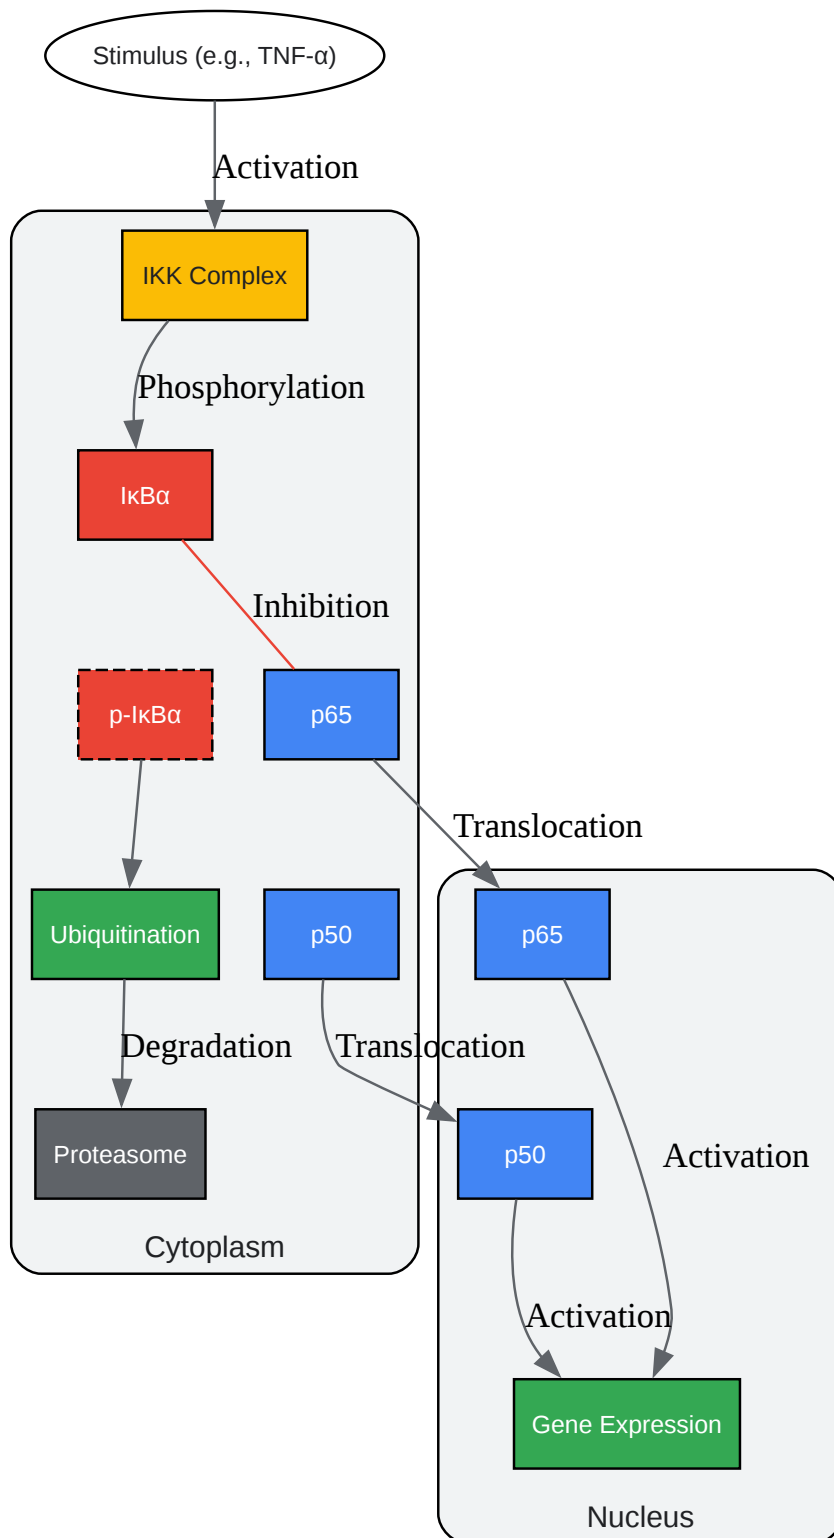 Stimulus (e.g., TNF-α)
Activation
IKK Complex
Phosphorylation
IκBα
Inhibition
p-IκBα
p65
Translocation
Ubiquitination
p50
p65
Degradation
Translocation
Proteasome
p50
Activation
Cytoplasm
Activation
Gene Expression
Nucleus